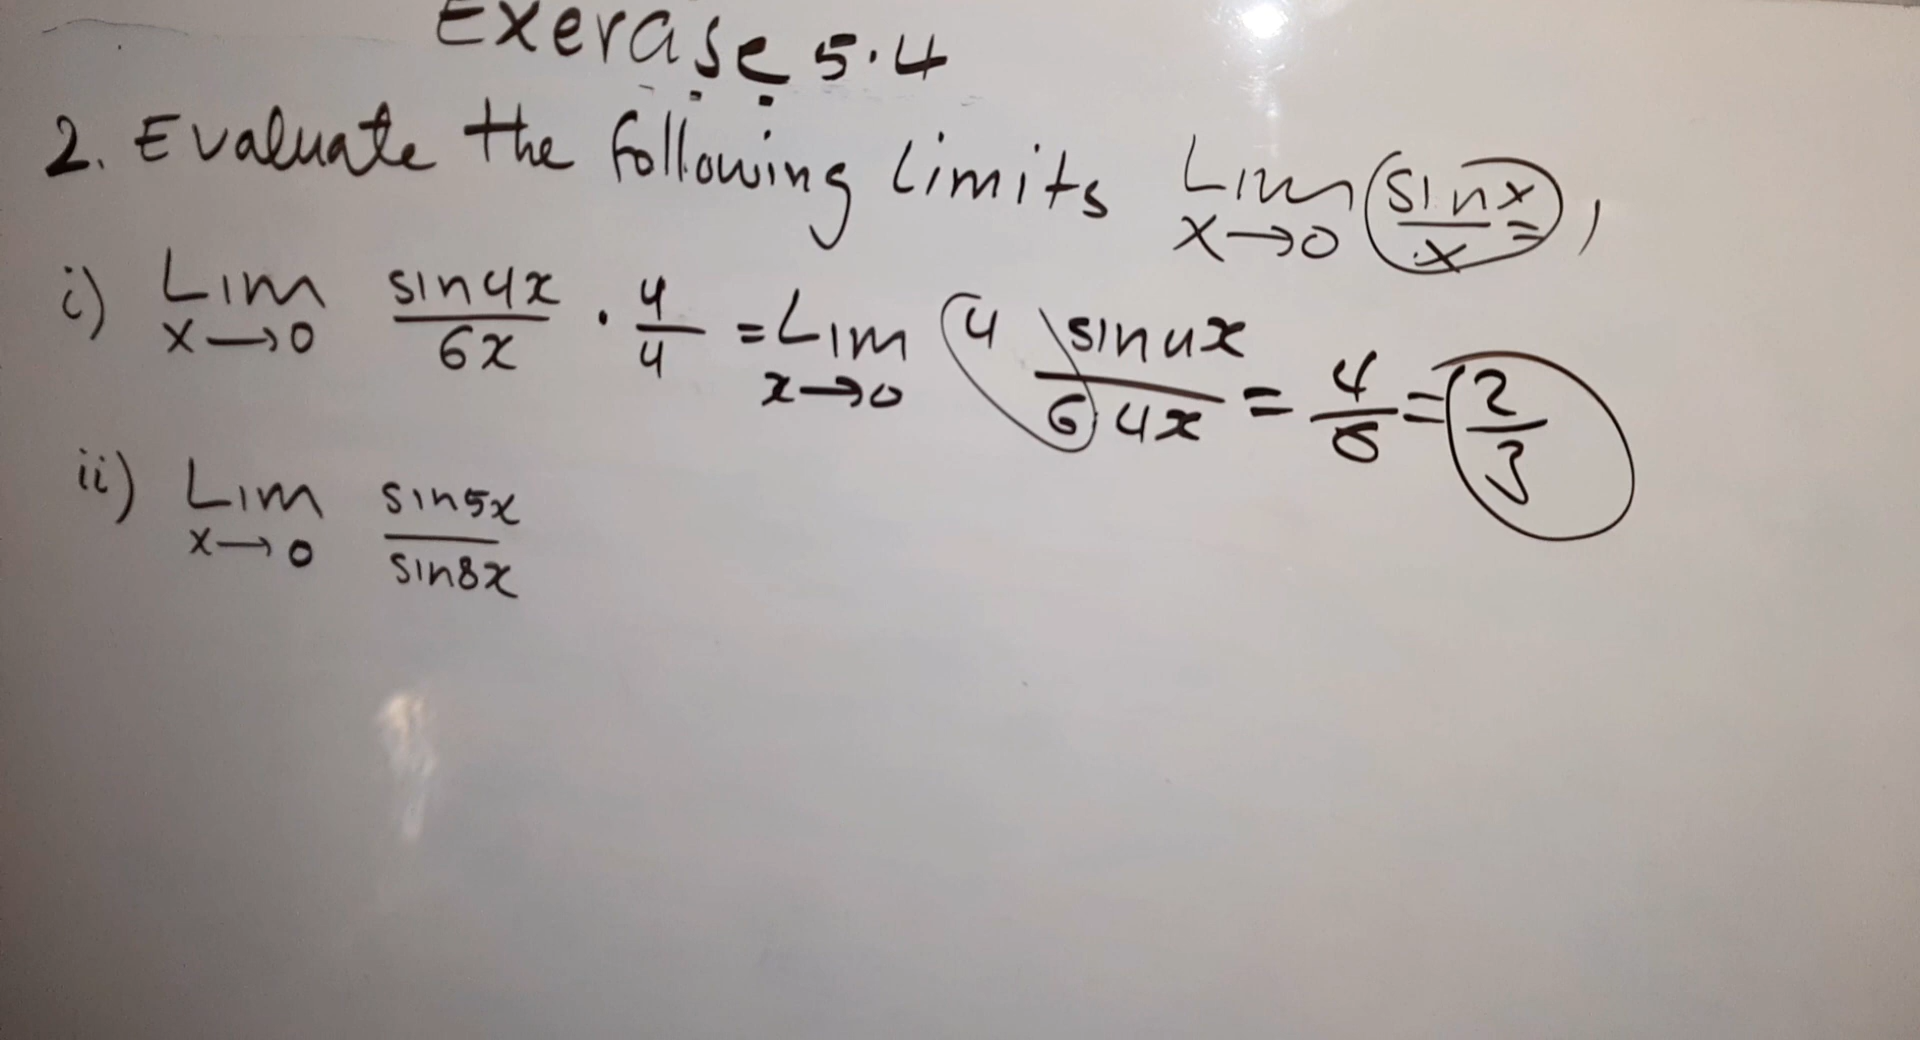 Exercise 5.4
2. Evaluate the following limits Lim x→0 sinx/x = 1
i) Lim x→0 sin4x/6x · 4/4 = Lim x→0 4/6 sin4x/4x = 4/6 = 2/3
ii) Lim x→0 sin5x/sin8x